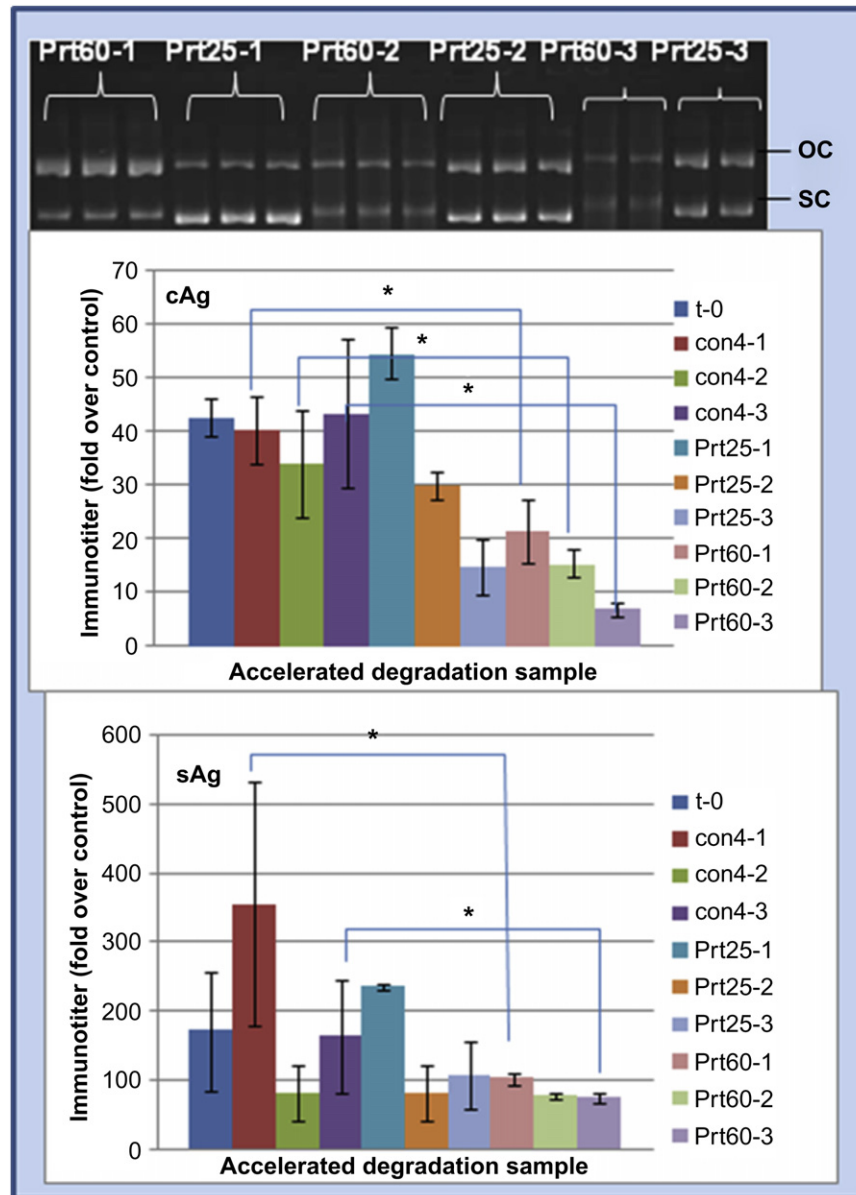 Prt60-1 Prt25-1 Prt60-2 Prt25-2 Prt60-3 Prt25-3
OC
SC
70
60
50
40
30
20
10
0
Immunotiter (fold over control)
cAg
*
*
*
t-0
con4-1
con4-2
con4-3
Prt25-1
Prt25-2
Prt25-3
Prt60-1
Prt60-2
Prt60-3
Accelerated degradation sample
600
500
400
300
200
100
0
Immunotiter (fold over control)
sAg
*
*
t-0
con4-1
con4-2
con4-3
Prt25-1
Prt25-2
Prt25-3
Prt60-1
Prt60-2
Prt60-3
Accelerated degradation sample